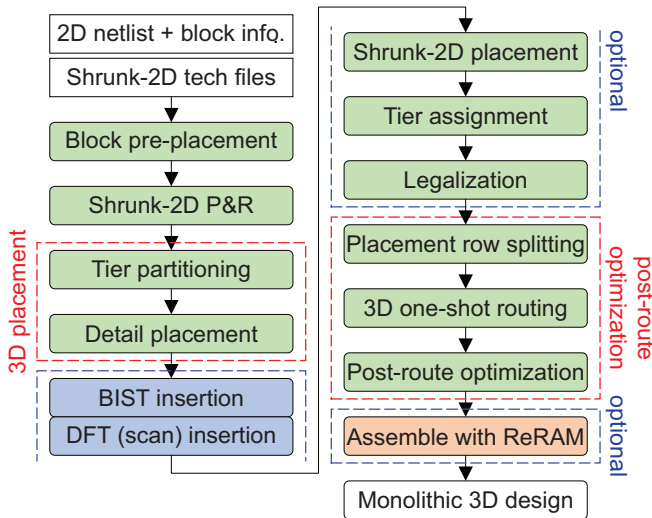 2D netlist + block info.
Shrunk-2D tech files
Block pre-placement
Shrunk-2D P&R
3D placement
Tier partitioning
Detail placement
BIST insertion
DFT (scan) insertion
Shrunk-2D placement
optional
Tier assignment
Legalization
Placement row splitting
post-route
optimization
3D one-shot routing
Post-route optimization
Assemble with ReRAM
optional
Monolithic 3D design